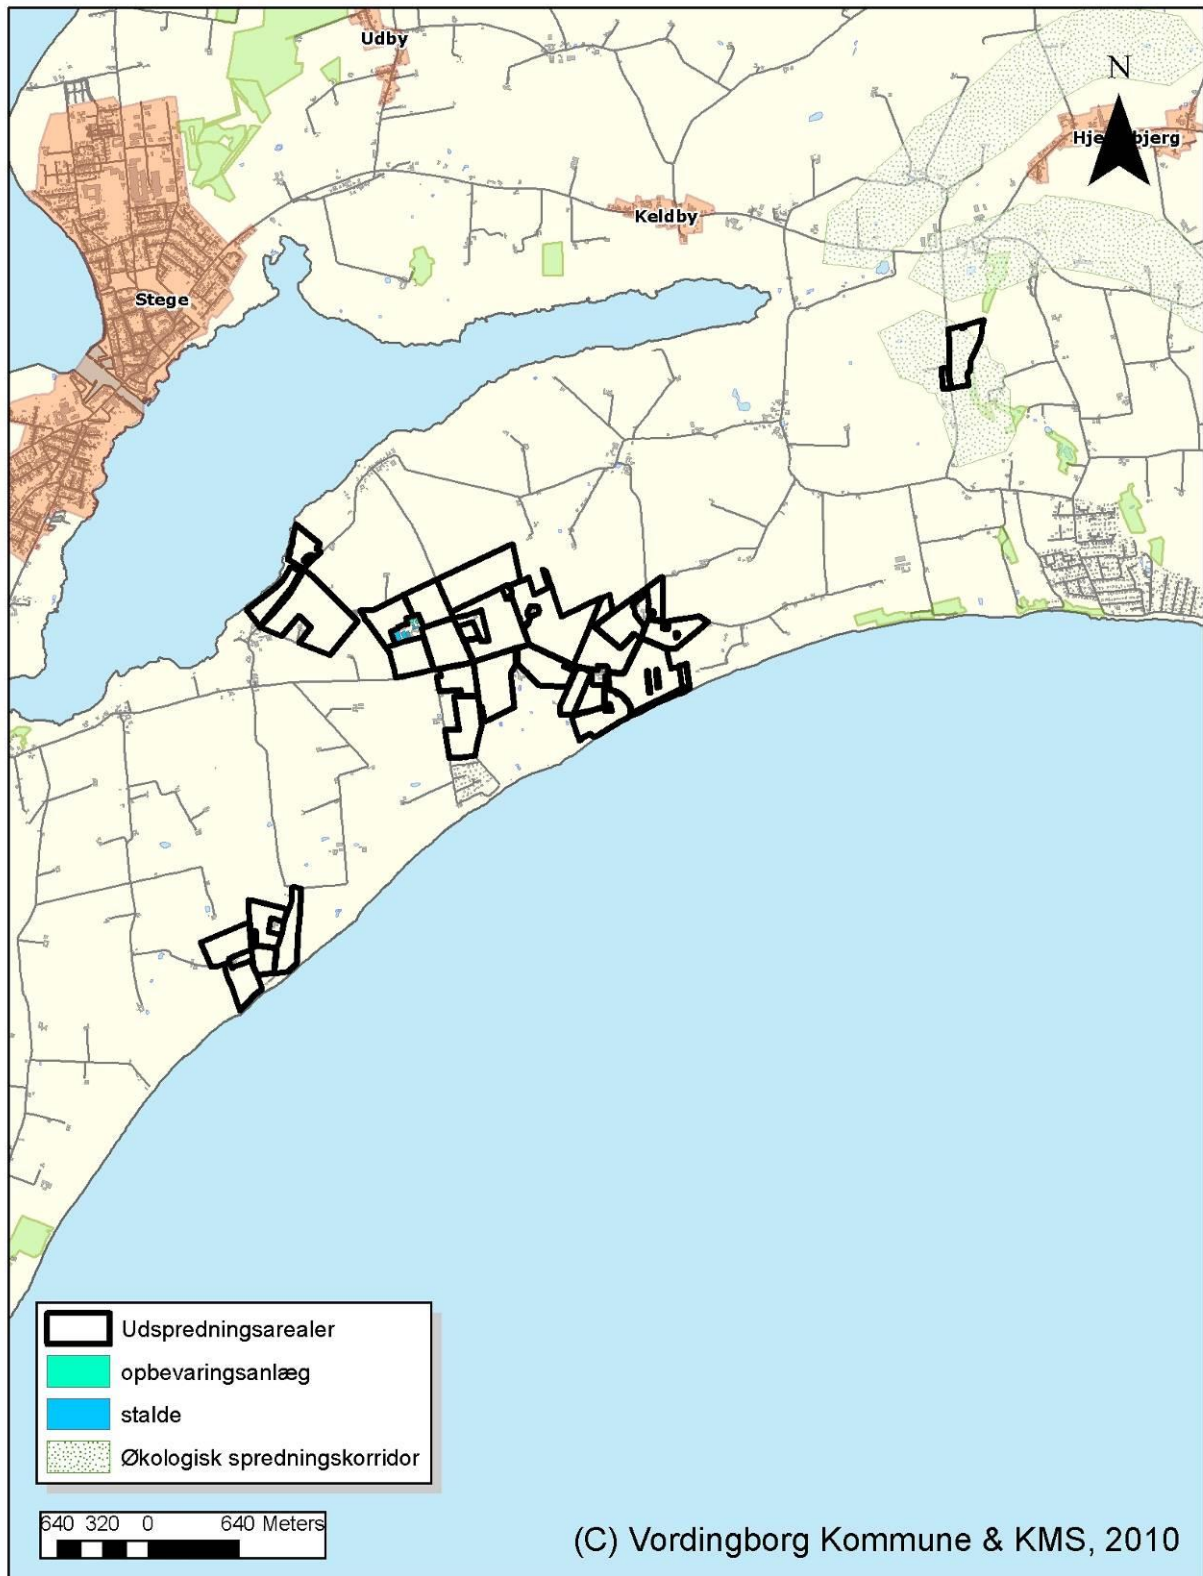 Udby
N
Keldby
Stege
Udspredningsarealer
opbevaringsanlæg
stalde
Økologisk spredningskorridor
640 320 0 640 Meters
(C) Vordingborg Kommune & KMS, 2010